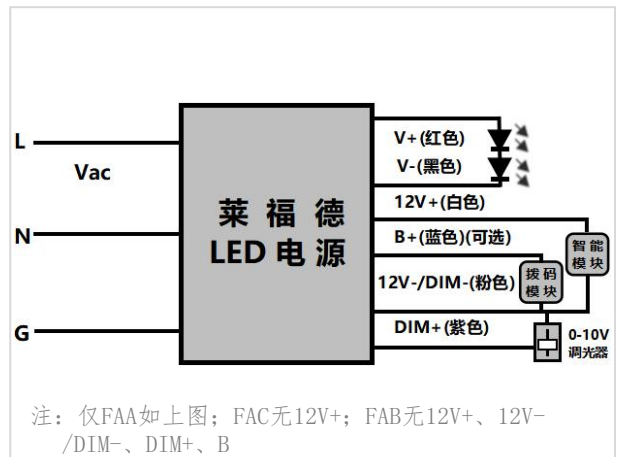 L
Vac
N
G
莱 福 德
LED 电 源
V+(红色)
V-(黑色)
12V+(白色)
B+(蓝色)(可选)
12V-/DIM-(粉色)
DIM+(紫色)
智能
模块
拨码
模块
0-10V
调光器
注：仅FAA如上图；FAC无12V+；FAB无12V+、12V-
/DIM-、DIM+、B